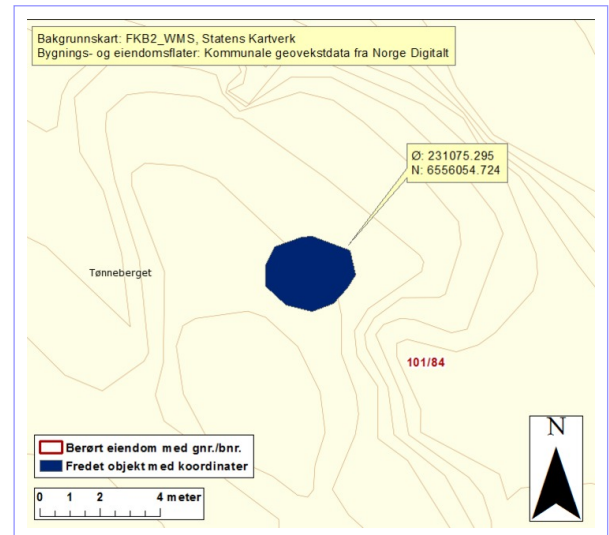 Bakgrunnskart: FKB2_WMS, Statens Kartverk
Bygnings- og eiendomsflater: Kommunale geovekstdata fra Norge Digitalt
Ø: 231075.295
N: 6556054.724
Tønneberget
101/84
Berørt eiendom med gnr./bnr.
Fredet objekt med koordinater
0 1 2 4 meter
N